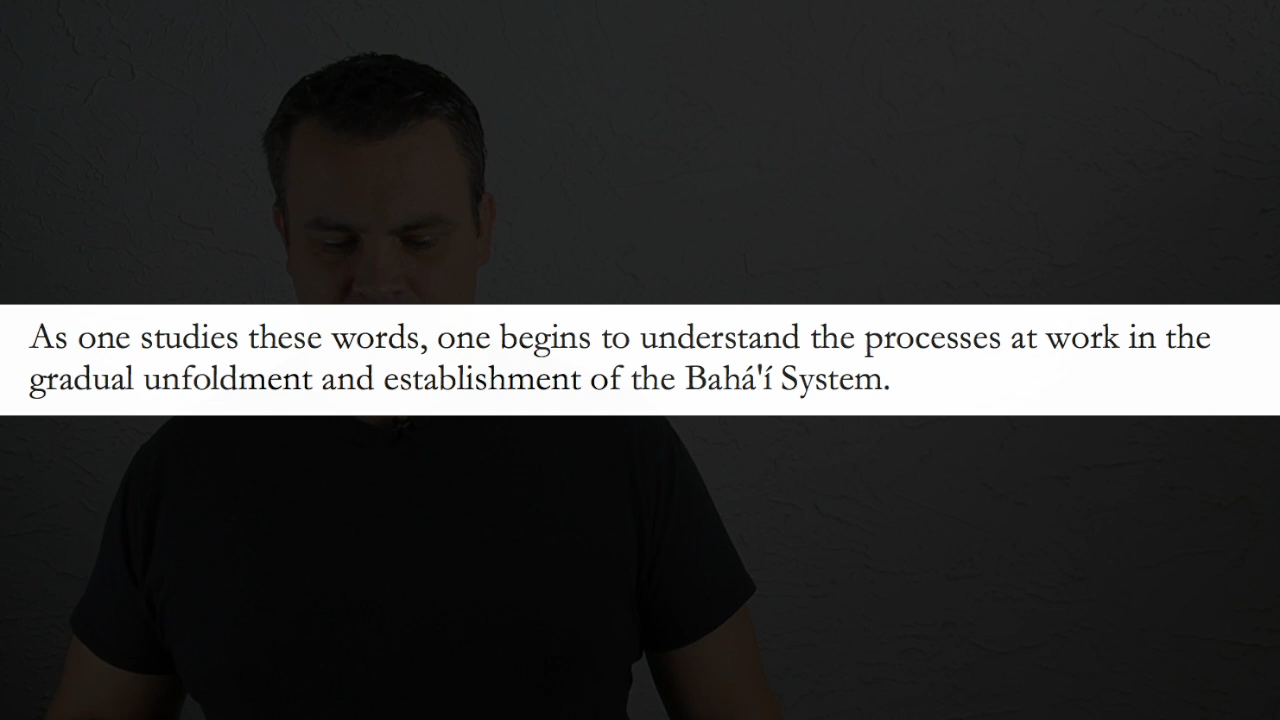 As one studies these words, one begins to understand the processes at work in the
gradual unfoldment and establishment of the Bahá'í System.